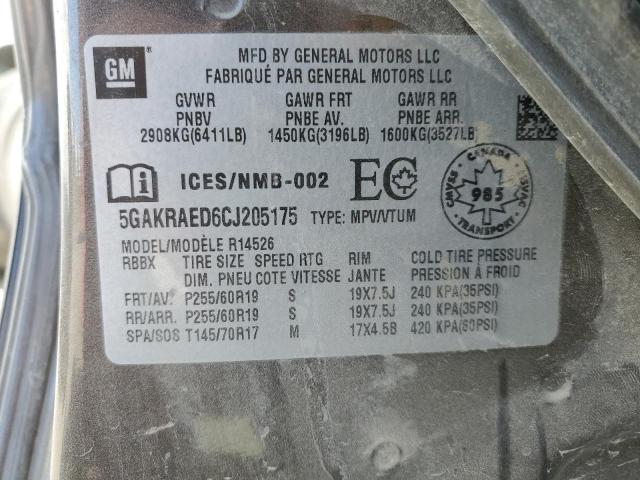 GM
MFD BY GENERAL MOTORS LLC
FABRIQUÉ PAR GENERAL MOTORS LLC
GVWR GAWR FRT GAWR RR
PNBV PNBE AV. PNBE ARR.
2908KG(6411LB) 1450KG(3196LB) 1600KG(3527LB)
ICES/NMB-002 EC
CANADA
CMVSS 985 NSVAC
5GAKRAED6CJ205175 TYPE: MPV/VTUM
MODEL/MODÈLE R14526
RBBX TIRE SIZE SPEED RTG RIM COLD TIRE PRESSURE
DIM. PNEU COTE VITESSE JANTE PRESSION À FROID
FRT/AV. P255/60R19 S 19X7.5J 240 KPA(35PSI)
RR/ARR. P255/60R19 S 19X7.5J 240 KPA(35PSI)
SPA/SOS T145/70R17 M 17X4.5B 420 KPA(60PSI)